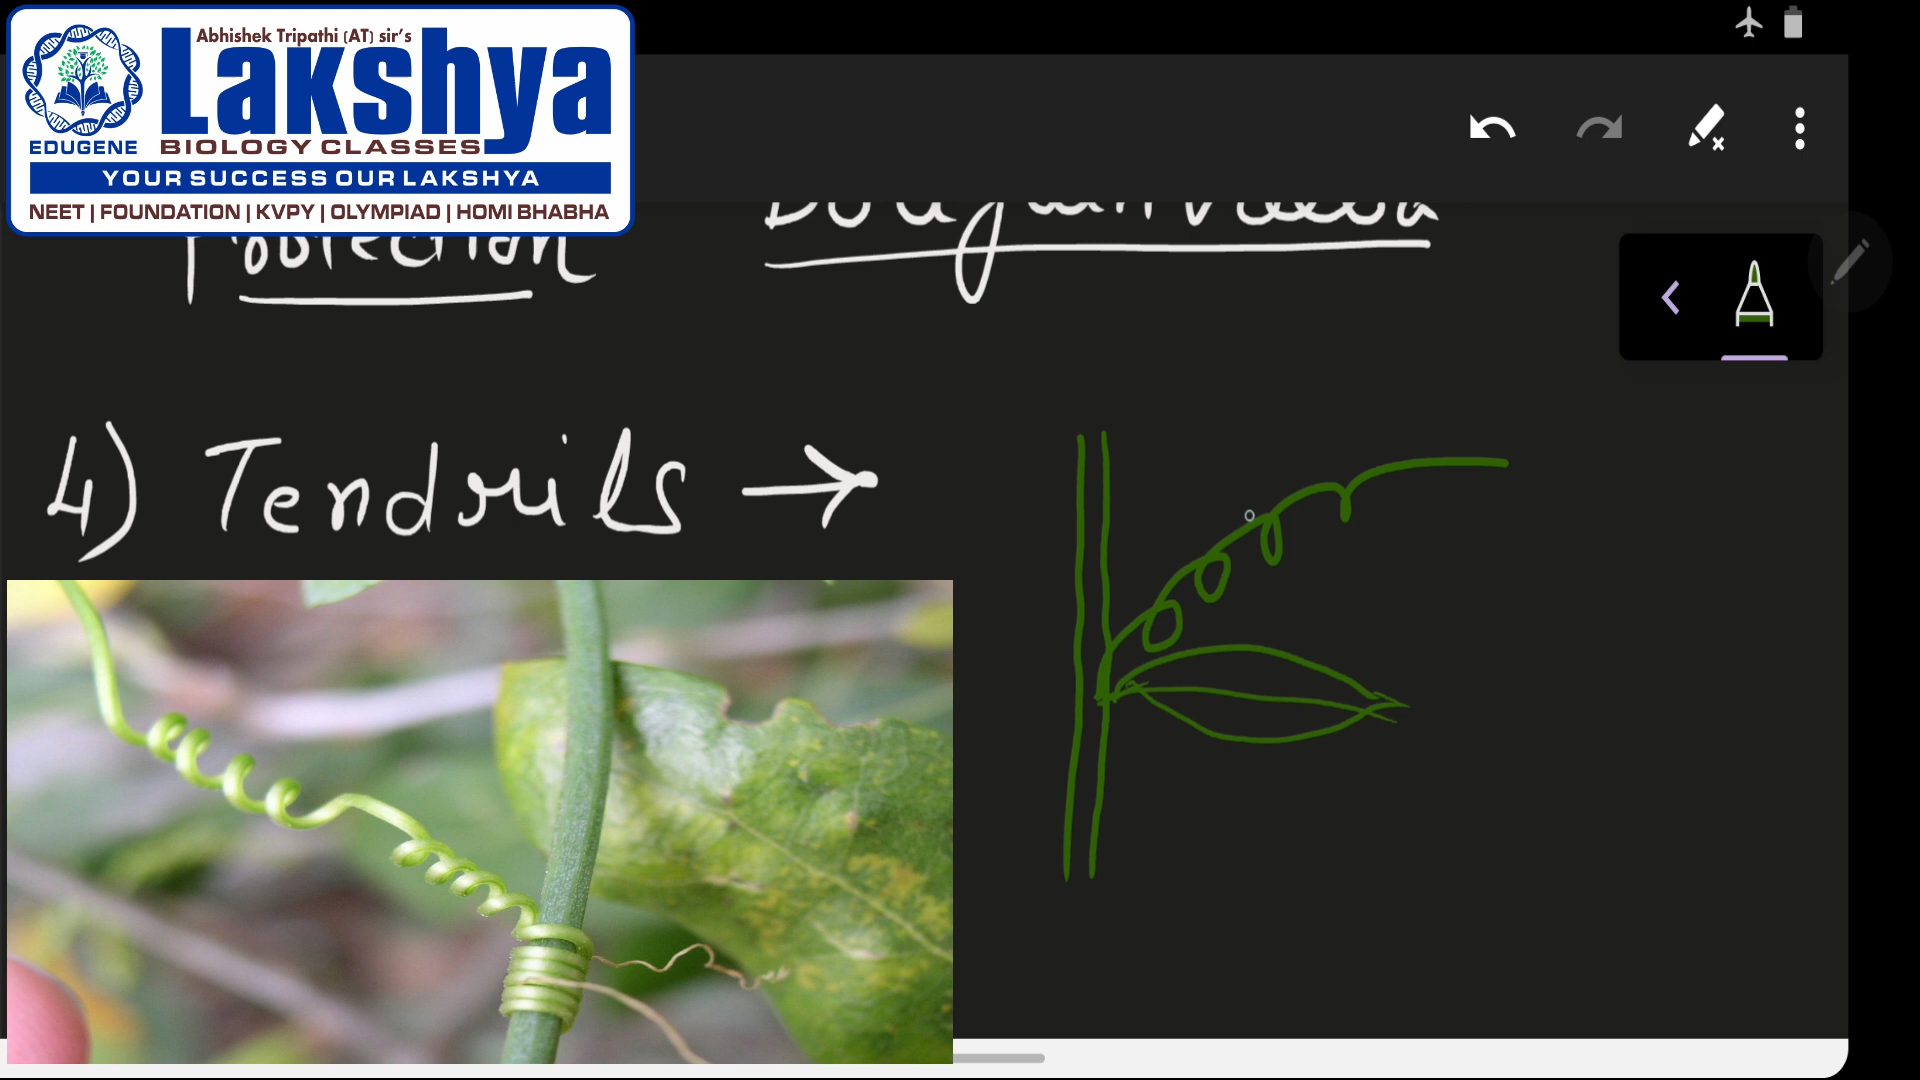 Abhishek Tripathi (AT) sir's
Lakshya
EDUGENE
BIOLOGY CLASSES
YOUR SUCCESS OUR LAKSHYA
NEET | FOUNDATION | KVPY | OLYMPIAD | HOMI BHABHA
Protection
4) Tendrils →